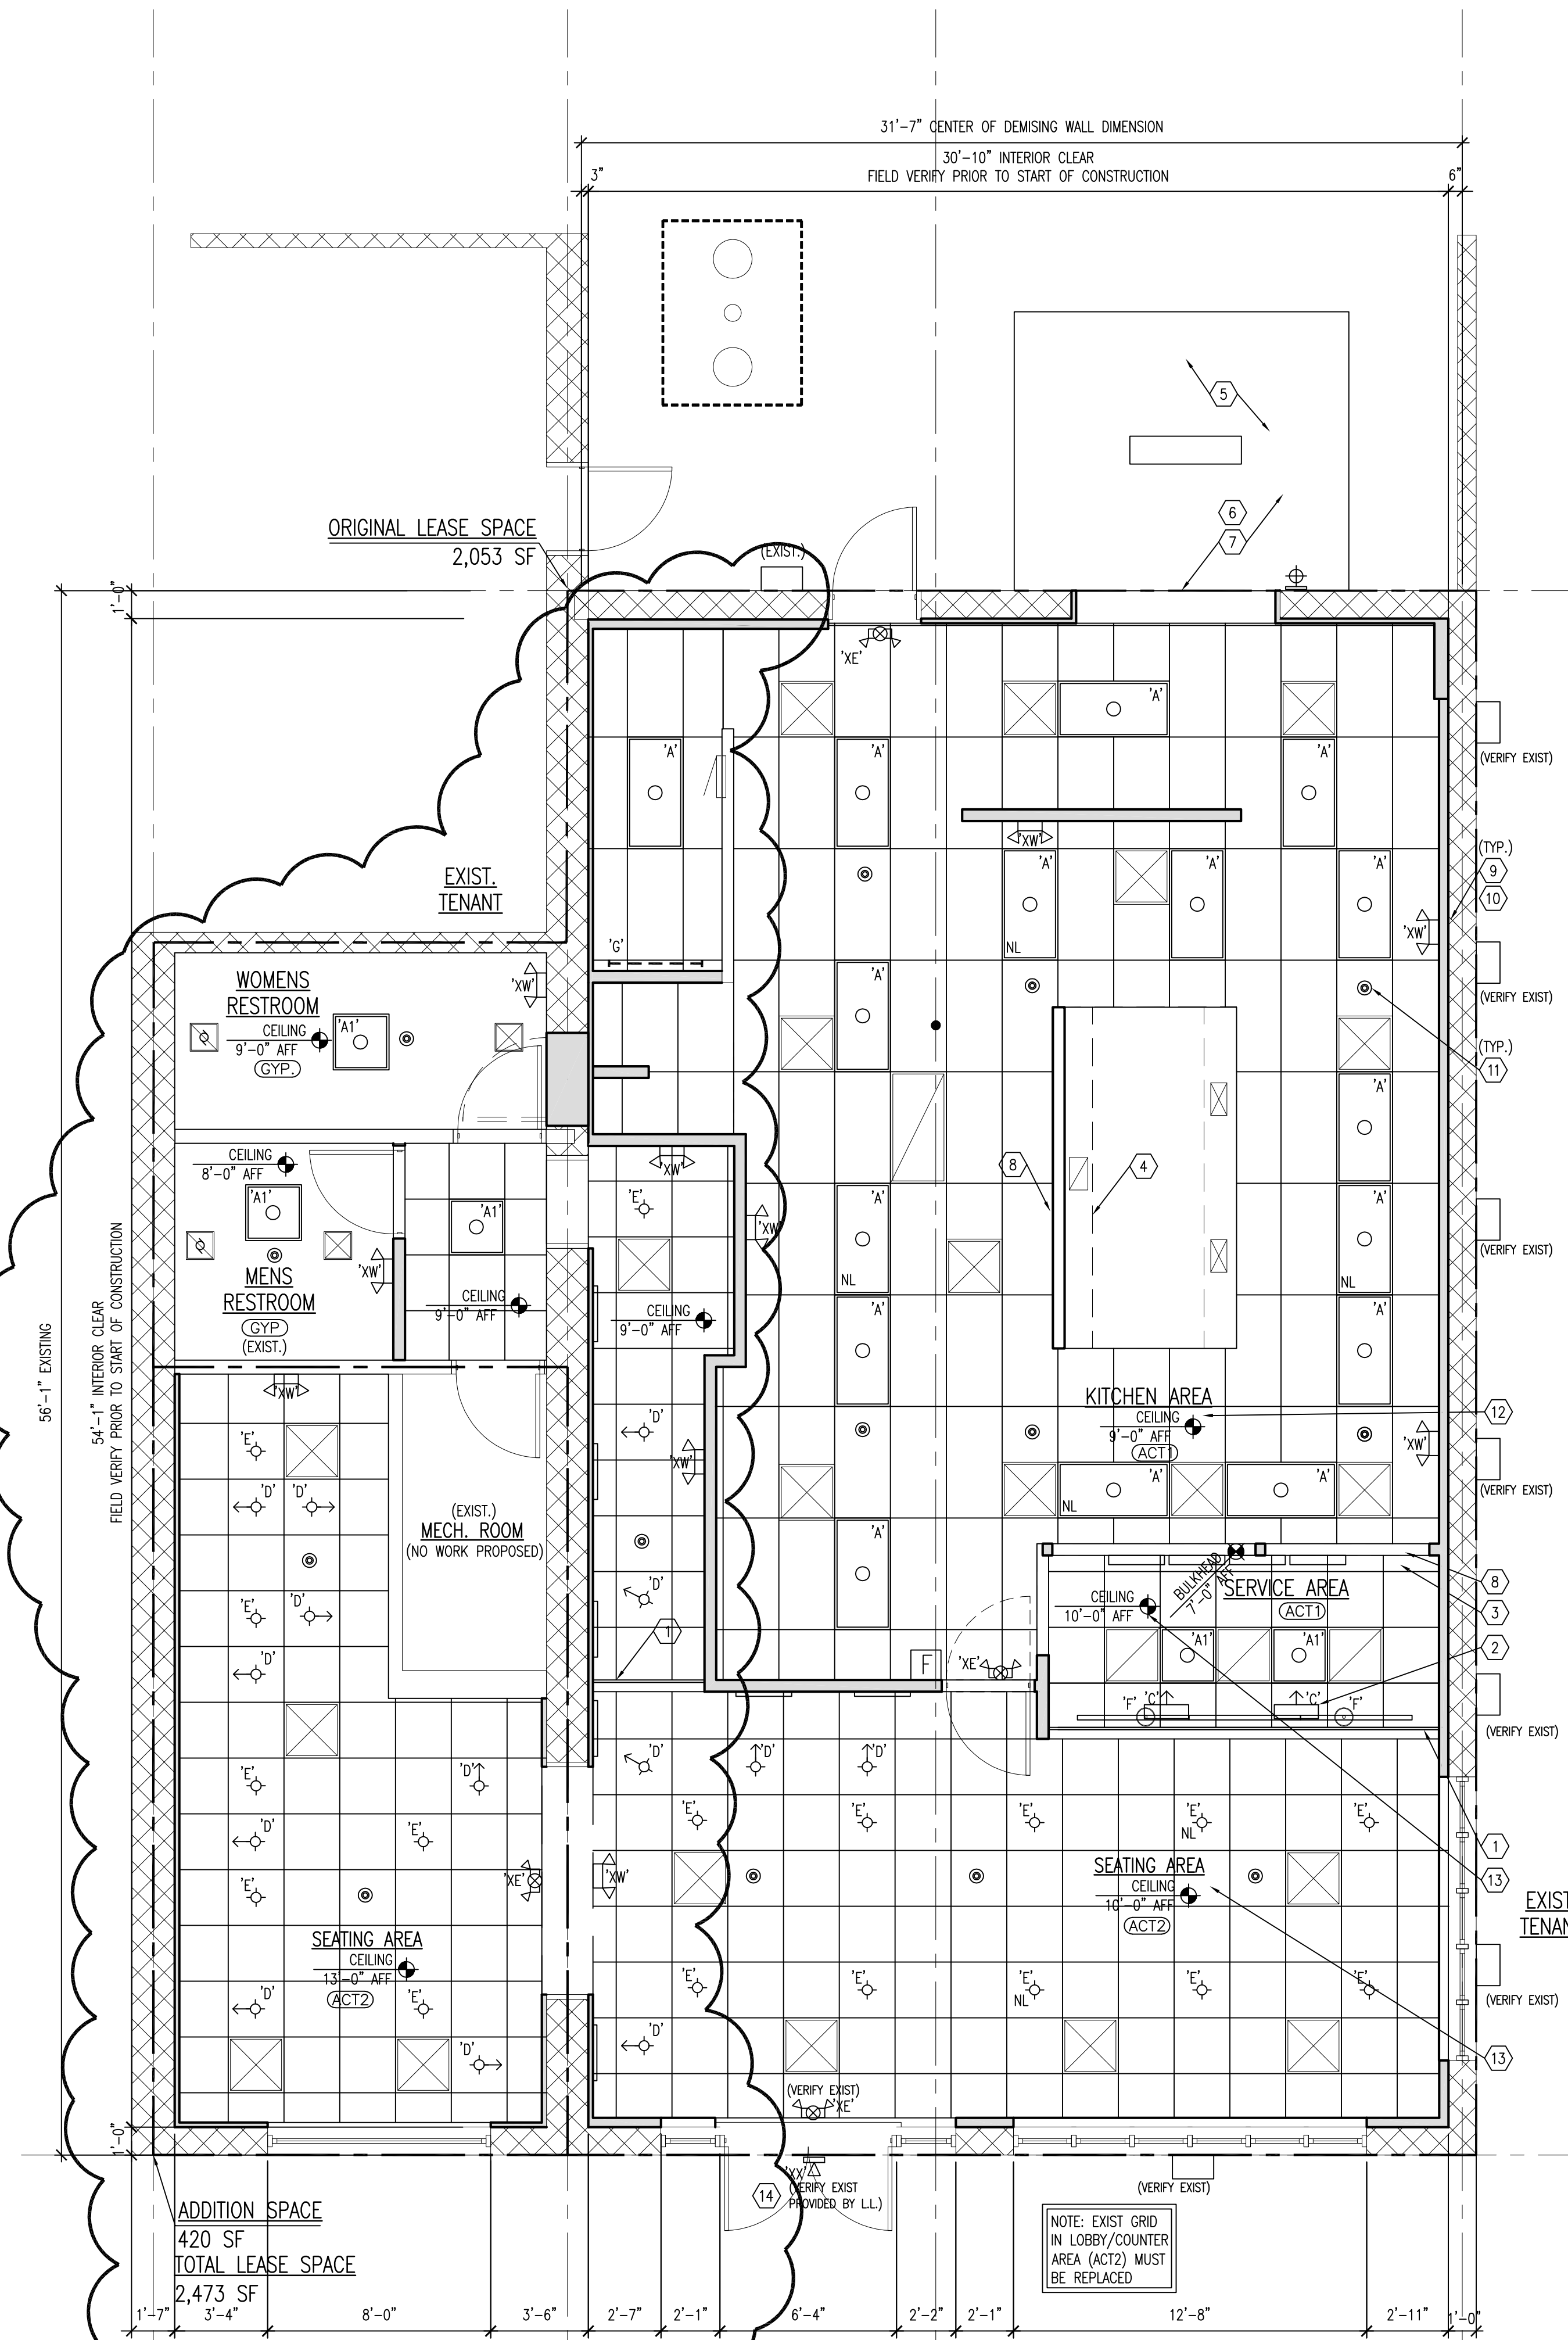 31'-7" CENTER OF DEMISING WALL DIMENSION
30'-10" INTERIOR CLEAR
FIELD VERIFY PRIOR TO START OF CONSTRUCTION
3"
6"
5
6
7
ORIGINAL LEASE SPACE
2,053 SF
(EXIST.)
1'-0"
'XE'
'A'
(VERIFY EXIST)
'A'
'A'
'A'
'XW'
(TYP.)
9
10
EXIST.
TENANT
'A'
NL
'A'
'A'
'XW'
'G'
'A'
WOMENS
RESTROOM
CEILING
9'-0" AFF
GYP.
'A1'
'XW'
(VERIFY EXIST)
(TYP.)
11
'A'
CEILING
8'-0" AFF
'A1'
'A1'
'XW'
MENS
RESTROOM
GYP
(EXIST.)
CEILING
9'-0" AFF
'XW'
'E'
'XW'
CEILING
9'-0" AFF
'A'
NL
8
4
'A'
NL
(VERIFY EXIST)
'A'
'A'
56'-1" EXISTING
54'-1" INTERIOR CLEAR
FIELD VERIFY PRIOR TO START OF CONSTRUCTION
'XW'
KITCHEN AREA
CEILING
9'-0" AFF
ACT1
12
'E'
'D'
'XW'
'XW'
'A'
NL
'A'
(VERIFY EXIST)
'D'
'D'
(EXIST.)
MECH. ROOM
(NO WORK PROPOSED)
'A'
'E'
'D'
'D'
'D'
1
BULKHEAD
7'-0" AFF
SERVICE AREA
ACT1
CEILING
10'-0" AFF
8
3
2
F
'XE'
'A1'
'A1'
'F'
'C'
'C'
'F'
(VERIFY EXIST)
'E'
'D'
'D'
'D'
'D'
'D'
'E'
'E'
'E'
'E'
'E'
NL
'E'
1
13
'E'
'XE'
'XW'
SEATING AREA
CEILING
10'-0" AFF
ACT2
SEATING AREA
CEILING
13'-0" AFF
ACT2
'D'
'E'
'E'
'E'
'E'
NL
'E'
'E'
(VERIFY EXIST)
'D'
'D'
13
(VERIFY EXIST)
'XE'
1'-0"
'XX'
(VERIFY EXIST
PROVIDED BY L.L.)
14
(VERIFY EXIST)
ADDITION SPACE
420 SF
TOTAL LEASE SPACE
2,473 SF
NOTE: EXIST GRID
IN LOBBY/COUNTER
AREA (ACT2) MUST
BE REPLACED
1'-7"
3'-4"
8'-0"
3'-6"
2'-7"
2'-1"
6'-4"
2'-2"
2'-1"
12'-8"
2'-11"
1'-0"